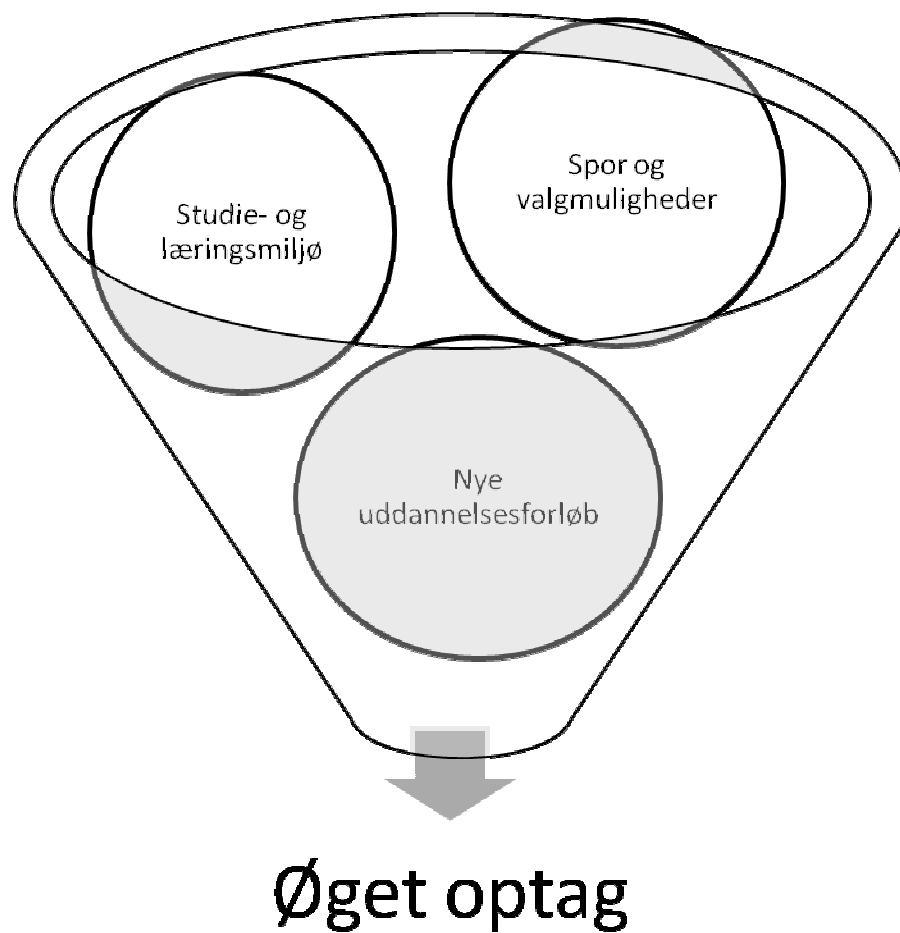 Spor og
valgmuligheder
Studie- og
læringsmiljø
Nye
uddannelsesforløb
Øget optag